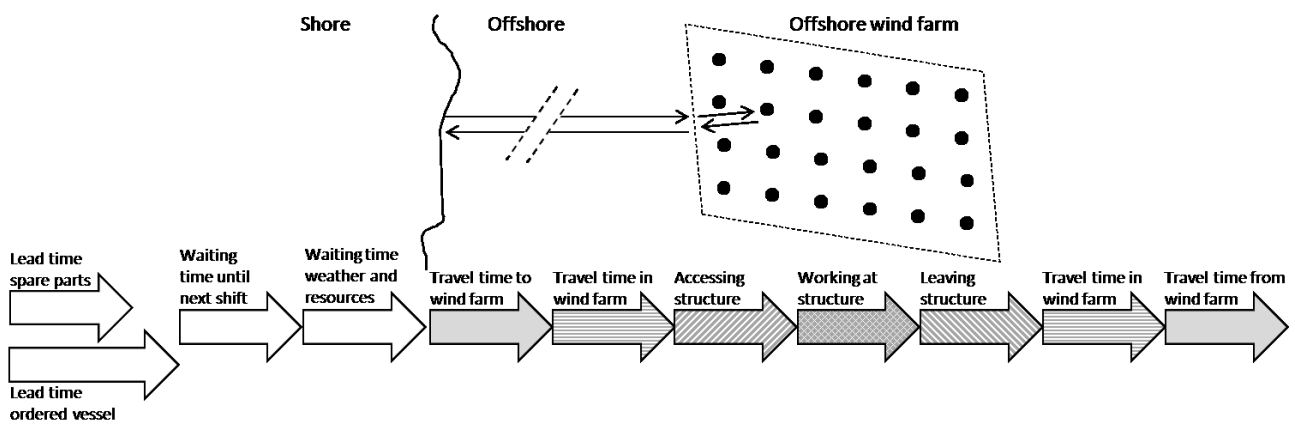 Shore
Offshore
Offshore wind farm
Lead time
spare parts
Lead time
ordered vessel
Waiting
time until
next shift
Waiting time
weather and
resources
Travel time to
wind farm
Travel time in
wind farm
Accessing
structure
Working at
structure
Leaving
structure
Travel time in
wind farm
Travel time from
wind farm